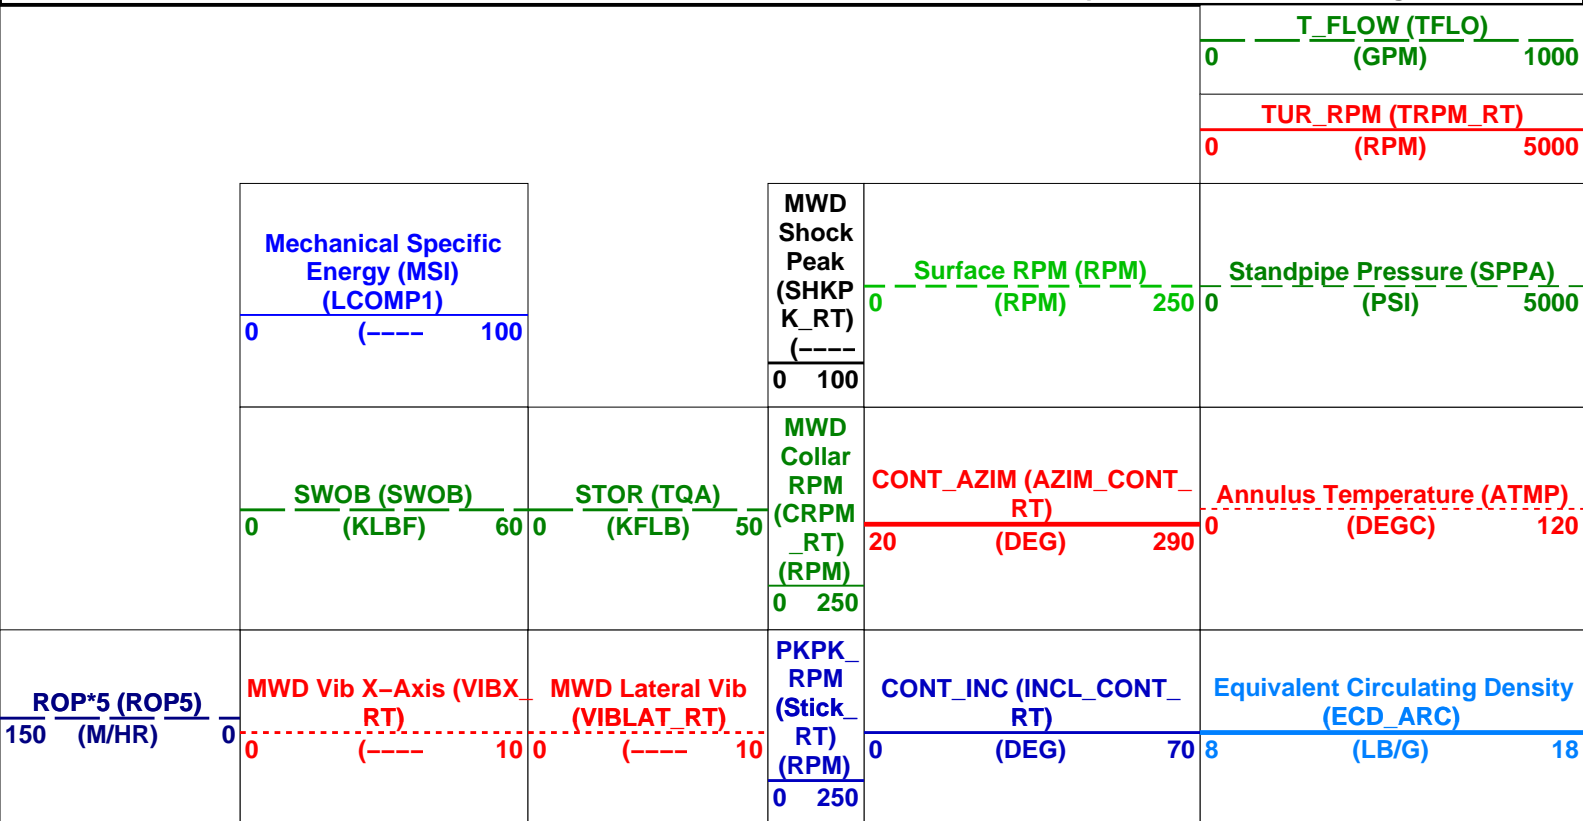 T_FLOW (TFLO)
0 (GPM) 1000
TUR_RPM (TRPM_RT)
0 (RPM) 5000
Mechanical Specific
Energy (MSI)
(LCOMP1)
0 (−−−− 100
MWD
Shock
Peak
(SHKP
K_RT)
(−−−−
0 100
Surface RPM (RPM)
0 (RPM) 250
Standpipe Pressure (SPPA)
0 (PSI) 5000
SWOB (SWOB)
0 (KLBF) 60
STOR (TQA)
0 (KFLB) 50
MWD
Collar
RPM
(CRPM
_RT)
(RPM)
0 250
CONT_AZIM (AZIM_CONT_
RT)
20 (DEG) 290
Annulus Temperature (ATMP)
0 (DEGC) 120
ROP*5 (ROP5)
150 (M/HR) 0
MWD Vib X−Axis (VIBX_
RT)
0 (−−−− 10
MWD Lateral Vib
(VIBLAT_RT)
0 (−−−− 10
PKPK_
RPM
(Stick_
RT)
(RPM)
0 250
CONT_INC (INCL_CONT_
RT)
0 (DEG) 70
Equivalent Circulating Density
(ECD_ARC)
8 (LB/G) 18